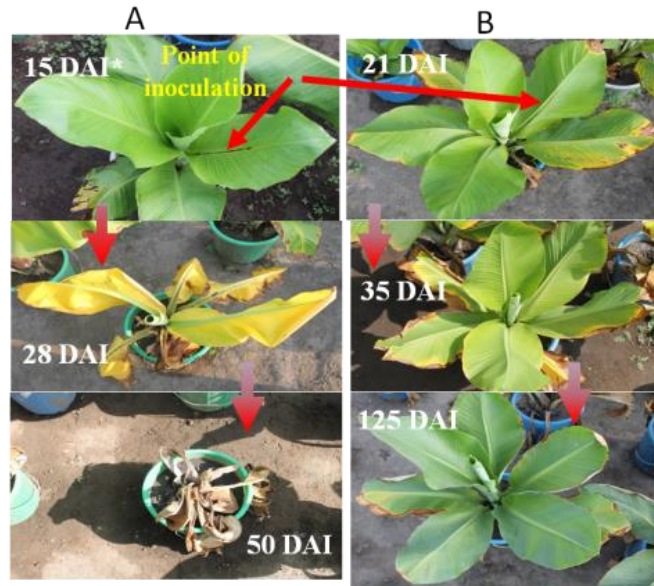 A
B
15 DAI*
Point of
inoculation
21 DAI
28 DAI
35 DAI
50 DAI
125 DAI